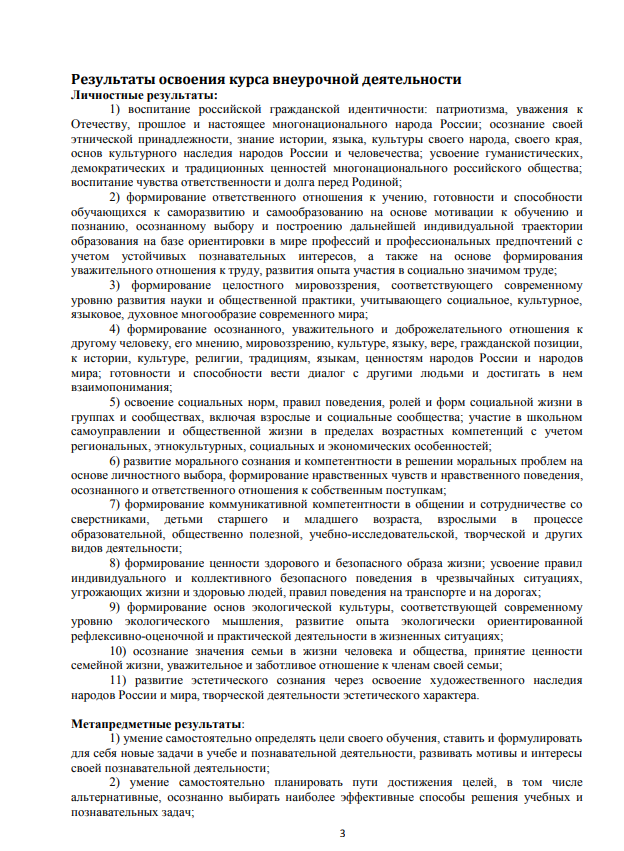 Результаты освоения курса внеурочной деятельности
Личностные результаты:
1) воспитание российской гражданской идентичности: патриотизма, уважения к
Отечеству, прошлое и настоящее многонационального народа России; осознание своей
этнической принадлежности, знание истории, языка, культуры своего народа, своего края,
основ культурного наследия народов России и человечества; усвоение гуманистических,
демократических и традиционных ценностей многонационального российского общества;
воспитание чувства ответственности и долга перед Родиной;
2) формирование ответственного отношения к учению, готовности и способности
обучающихся к саморазвитию и самообразованию на основе мотивации к обучению и
познанию, осознанному выбору и построению дальнейшей индивидуальной траектории
образования на базе ориентировки в мире профессий и профессиональных предпочтений с
учетом устойчивых познавательных интересов, а также на основе формирования
уважительного отношения к труду, развития опыта участия в социально значимом труде;
3) формирование целостного мировоззрения, соответствующего современному
уровню развития науки и общественной практики, учитывающего социальное, культурное,
языковое, духовное многообразие современного мира;
4) формирование осознанного, уважительного и доброжелательного отношения к
другому человеку, его мнению, мировоззрению, культуре, языку, вере, гражданской позиции,
к истории, культуре, религии, традициям, языкам, ценностям народов России и народов
мира; готовности и способности вести диалог с другими людьми и достигать в нем
взаимопонимания;
5) освоение социальных норм, правил поведения, ролей и форм социальной жизни в
группах и сообществах, включая взрослые и социальные сообщества; участие в школьном
самоуправлении и общественной жизни в пределах возрастных компетенций с учетом
региональных, этнокультурных, социальных и экономических особенностей;
6) развитие морального сознания и компетентности в решении моральных проблем на
основе личностного выбора, формирование нравственных чувств и нравственного поведения,
осознанного и ответственного отношения к собственным поступкам;
7) формирование коммуникативной компетентности в общении и сотрудничестве со
сверстниками, детьми старшего и младшего возраста, взрослыми в процессе
образовательной, общественно полезной, учебно-исследовательской, творческой и других
видов деятельности;
8) формирование ценности здорового и безопасного образа жизни; усвоение правил
индивидуального и коллективного безопасного поведения в чрезвычайных ситуациях,
угрожающих жизни и здоровью людей, правил поведения на транспорте и на дорогах;
9) формирование основ экологической культуры, соответствующей современному
уровню экологического мышления, развитие опыта экологически ориентированной
рефлексивно-оценочной и практической деятельности в жизненных ситуациях;
10) осознание значения семьи в жизни человека и общества, принятие ценности
семейной жизни, уважительное и заботливое отношение к членам своей семьи;
11) развитие эстетического сознания через освоение художественного наследия
народов России и мира, творческой деятельности эстетического характера.
Метапредметные результаты:
1) умение самостоятельно определять цели своего обучения, ставить и формулировать
для себя новые задачи в учебе и познавательной деятельности, развивать мотивы и интересы
своей познавательной деятельности;
2) умение самостоятельно планировать пути достижения целей, в том числе
альтернативные, осознанно выбирать наиболее эффективные способы решения учебных и
познавательных задач;
3